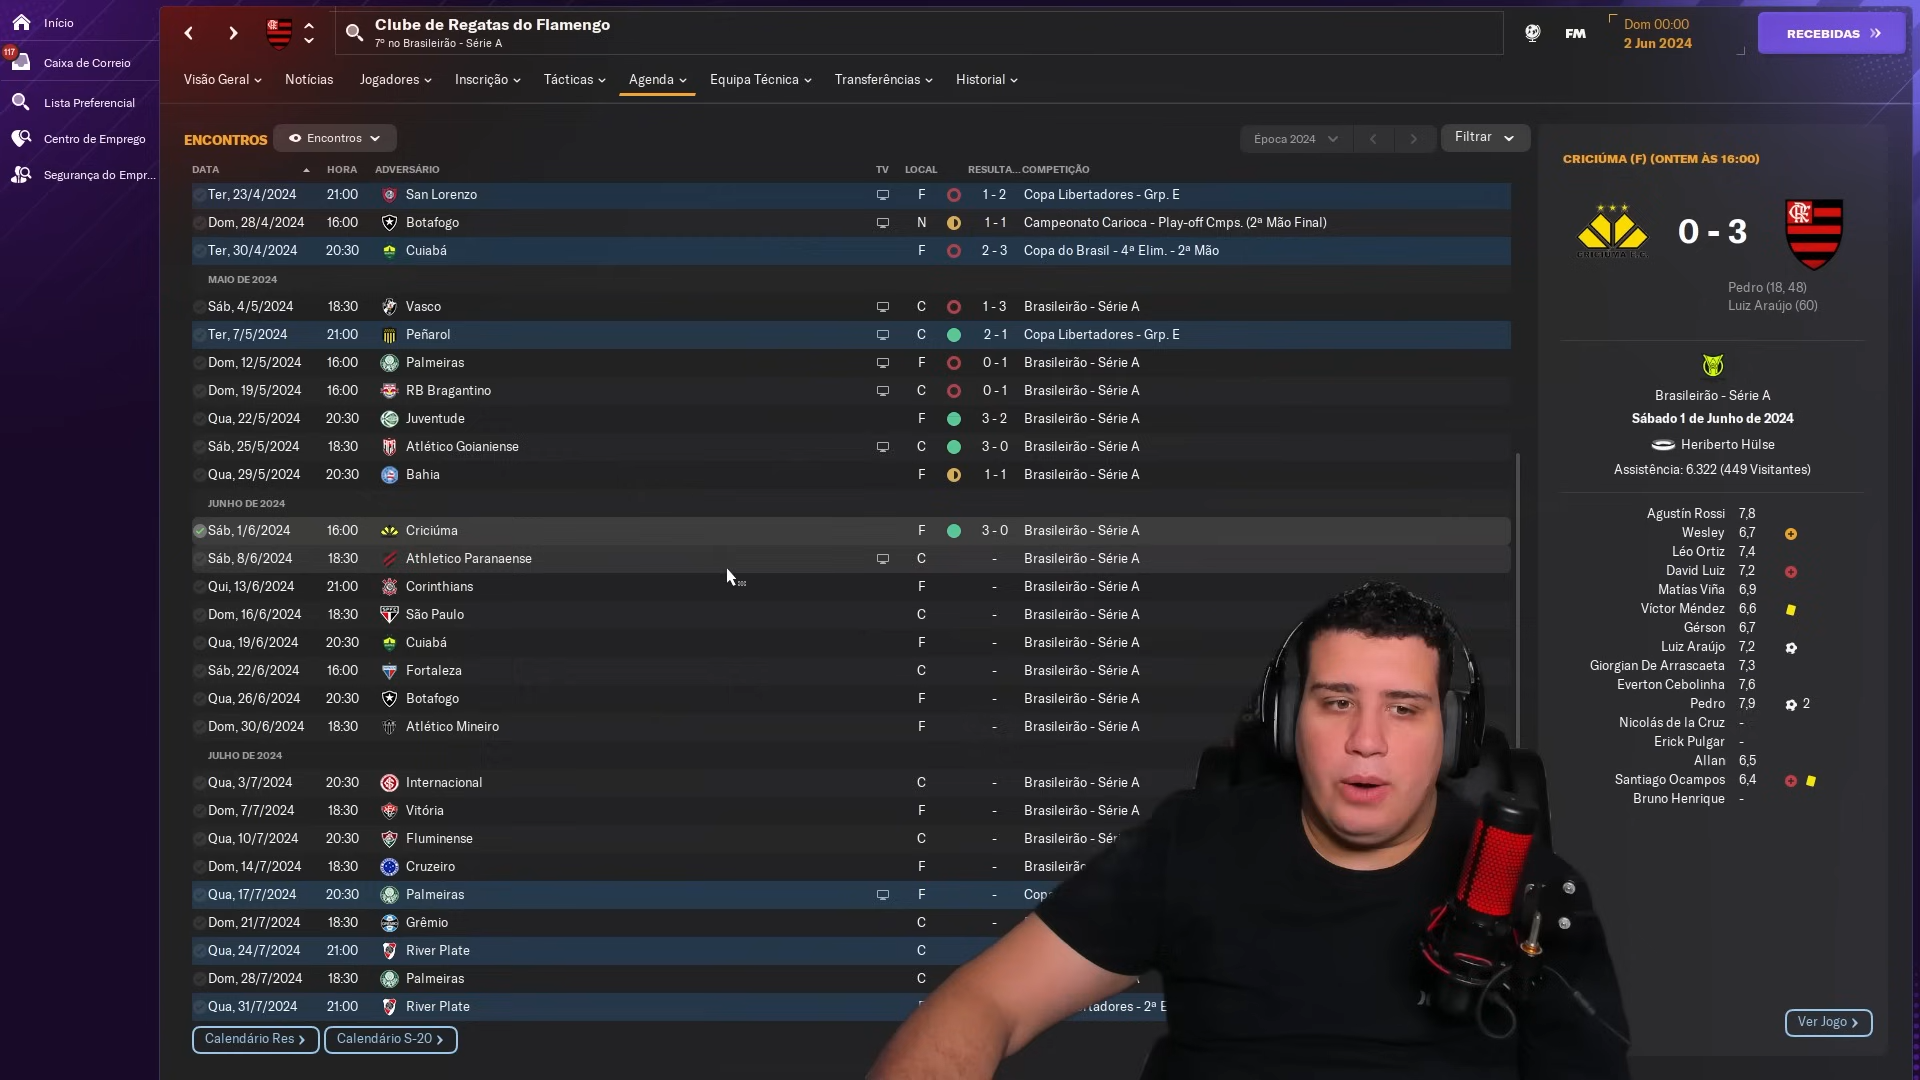 Início
117
Caixa de Correio
Lista Preferencial
Centro de Emprego
Segurança do Empr...
Clube de Regatas do Flamengo
7º no Brasileirão - Série A
FM
Dom 00:00
2 Jun 2024
RECEBIDAS
Visão Geral
Notícias
Jogadores
Inscrição
Tácticas
Agenda
Equipa Técnica
Transferências
Historial
ENCONTROS
Encontros
Época 2024
Filtrar
DATA HORA ADVERSÁRIO TV LOCAL RESULTA... COMPETIÇÃO
Ter, 23/4/2024 21:00 San Lorenzo F 1 - 2 Copa Libertadores - Grp. E
Dom, 28/4/2024 16:00 Botafogo N 1 - 1 Campeonato Carioca - Play-off Cmps. (2ª Mão Final)
Ter, 30/4/2024 20:30 Cuiabá F 2 - 3 Copa do Brasil - 4ª Elim. - 2ª Mão
MAIO DE 2024
Sáb, 4/5/2024 18:30 Vasco C 1 - 3 Brasileirão - Série A
Ter, 7/5/2024 21:00 Peñarol C 2 - 1 Copa Libertadores - Grp. E
Dom, 12/5/2024 16:00 Palmeiras F 0 - 1 Brasileirão - Série A
Dom, 19/5/2024 16:00 RB Bragantino C 0 - 1 Brasileirão - Série A
Qua, 22/5/2024 20:30 Juventude F 3 - 2 Brasileirão - Série A
Sáb, 25/5/2024 18:30 Atlético Goianiense C 3 - 0 Brasileirão - Série A
Qua, 29/5/2024 20:30 Bahia F 1 - 1 Brasileirão - Série A
JUNHO DE 2024
Sáb, 1/6/2024 16:00 Criciúma F 3 - 0 Brasileirão - Série A
Sáb, 8/6/2024 18:30 Athletico Paranaense C - Brasileirão - Série A
Qui, 13/6/2024 21:00 Corinthians F - Brasileirão - Série A
Dom, 16/6/2024 18:30 São Paulo C - Brasileirão - Série A
Qua, 19/6/2024 20:30 Cuiabá F - Brasileirão - Série A
Sáb, 22/6/2024 16:00 Fortaleza C - Brasileirão - Série A
Qua, 26/6/2024 20:30 Botafogo F - Brasileirão - Série A
Dom, 30/6/2024 18:30 Atlético Mineiro F - Brasileirão - Série A
JULHO DE 2024
Qua, 3/7/2024 20:30 Internacional C - Brasileirão - Série A
Dom, 7/7/2024 18:30 Vitória F - Brasileirão - Série A
Qua, 10/7/2024 20:30 Fluminense C - Brasileirão - Sér
Dom, 14/7/2024 18:30 Cruzeiro F - Brasileirão
Qua, 17/7/2024 20:30 Palmeiras F - Copa
Dom, 21/7/2024 18:30 Grêmio C -
Qua, 24/7/2024 21:00 River Plate C
Dom, 28/7/2024 18:30 Palmeiras C
Qua, 31/7/2024 21:00 River Plate tadores - 2ª E
Calendário Res
Calendário S-20
CRICIÚMA (F) (ONTEM ÀS 16:00)
CRICIÚMA E.C.
0 - 3
Pedro (18, 48)
Luiz Araújo (60)
Brasileirão - Série A
Sábado 1 de Junho de 2024
Heriberto Hülse
Assistência: 6.322 (449 Visitantes)
Agustín Rossi 7,8
Wesley 6,7
Léo Ortiz 7,4
David Luiz 7,2
Matías Viña 6,9
Víctor Méndez 6,6
Gérson 6,7
Luiz Araújo 7,2
Giorgian De Arrascaeta 7,3
Everton Cebolinha 7,6
Pedro 7,9 2
Nicolás de la Cruz -
Erick Pulgar -
Allan 6,5
Santiago Ocampos 6,4
Bruno Henrique -
Ver Jogo